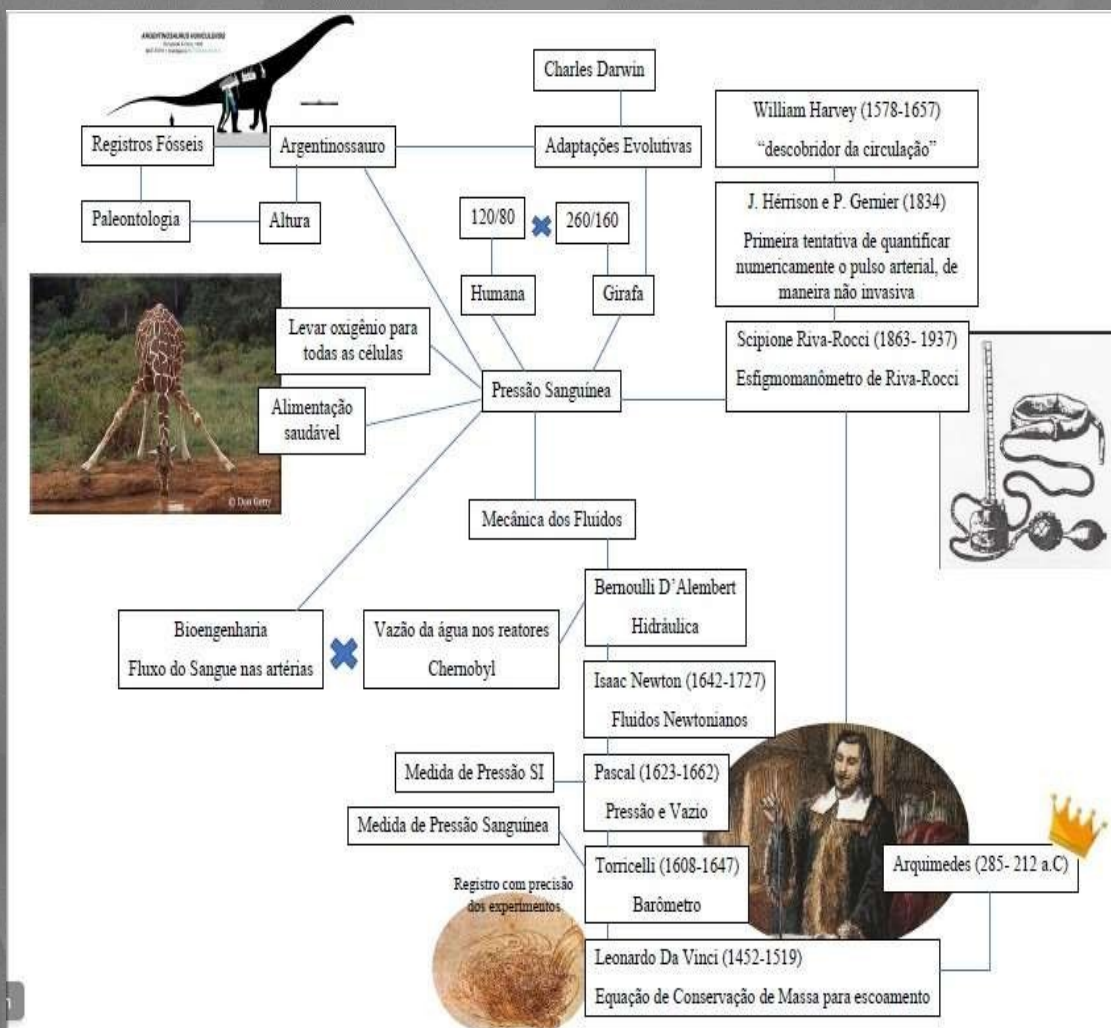 ARGENTINOSAURUS HUINCULENSIS
Charles Darwin
William Harvey (1578-1657)
“descobridor da circulação”
Registros Fósseis
Argentinossauro
Adaptações Evolutivas
Paleontologia
Altura
120/80
260/160
J. Hérrison e P. Gernier (1834)
Primeira tentativa de quantificar
numericamente o pulso arterial, de
maneira não invasiva
Humana
Girafa
Levar oxigênio para
todas as células
Scipione Riva-Rocci (1863- 1937)
Esfigmomanômetro de Riva-Rocci
Pressão Sanguínea
Alimentação
saudável
© Don Getty
Mecânica dos Fluidos
Bernoulli D’Alembert
Hidráulica
Bioengenharia
Fluxo do Sangue nas artérias
Vazão da água nos reatores
Chernobyl
Isaac Newton (1642-1727)
Fluidos Newtonianos
Medida de Pressão SI
Pascal (1623-1662)
Pressão e Vazio
Medida de Pressão Sanguínea
Torricelli (1608-1647)
Barômetro
Arquimedes (285- 212 a.C)
Registro com precisão
dos experimentos
Leonardo Da Vinci (1452-1519)
Equação de Conservação de Massa para escoamento